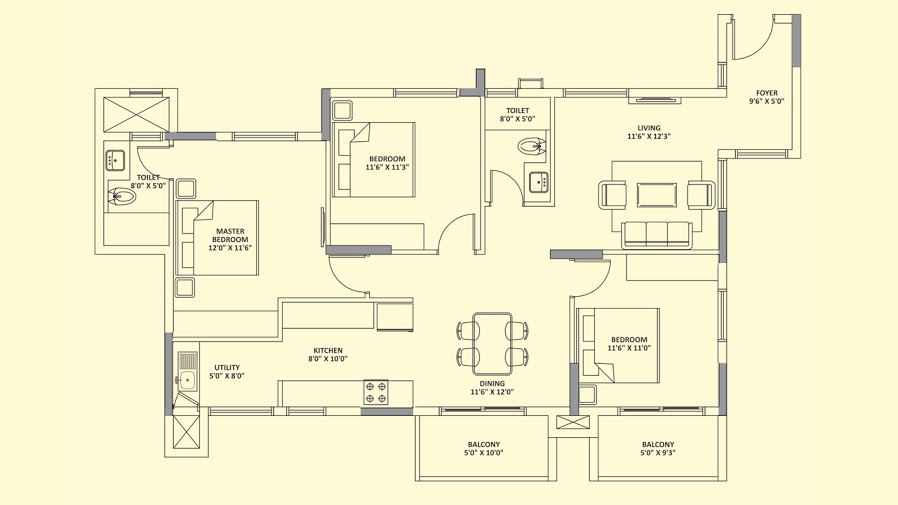 FOYER
9'6" X 5'0"
TOILET
8'0" X 5'0"
LIVING
11'6" X 12'3"
BEDROOM
11'6" X 11'3"
TOILET
8'0" X 5'0"
MASTER
BEDROOM
12'0" X 11'6"
BEDROOM
11'6" X 11'0"
KITCHEN
8'0" X 10'0"
UTILITY
5'0" X 8'0"
DINING
11'6" X 12'0"
BALCONY
5'0" X 10'0"
BALCONY
5'0" X 9'3"